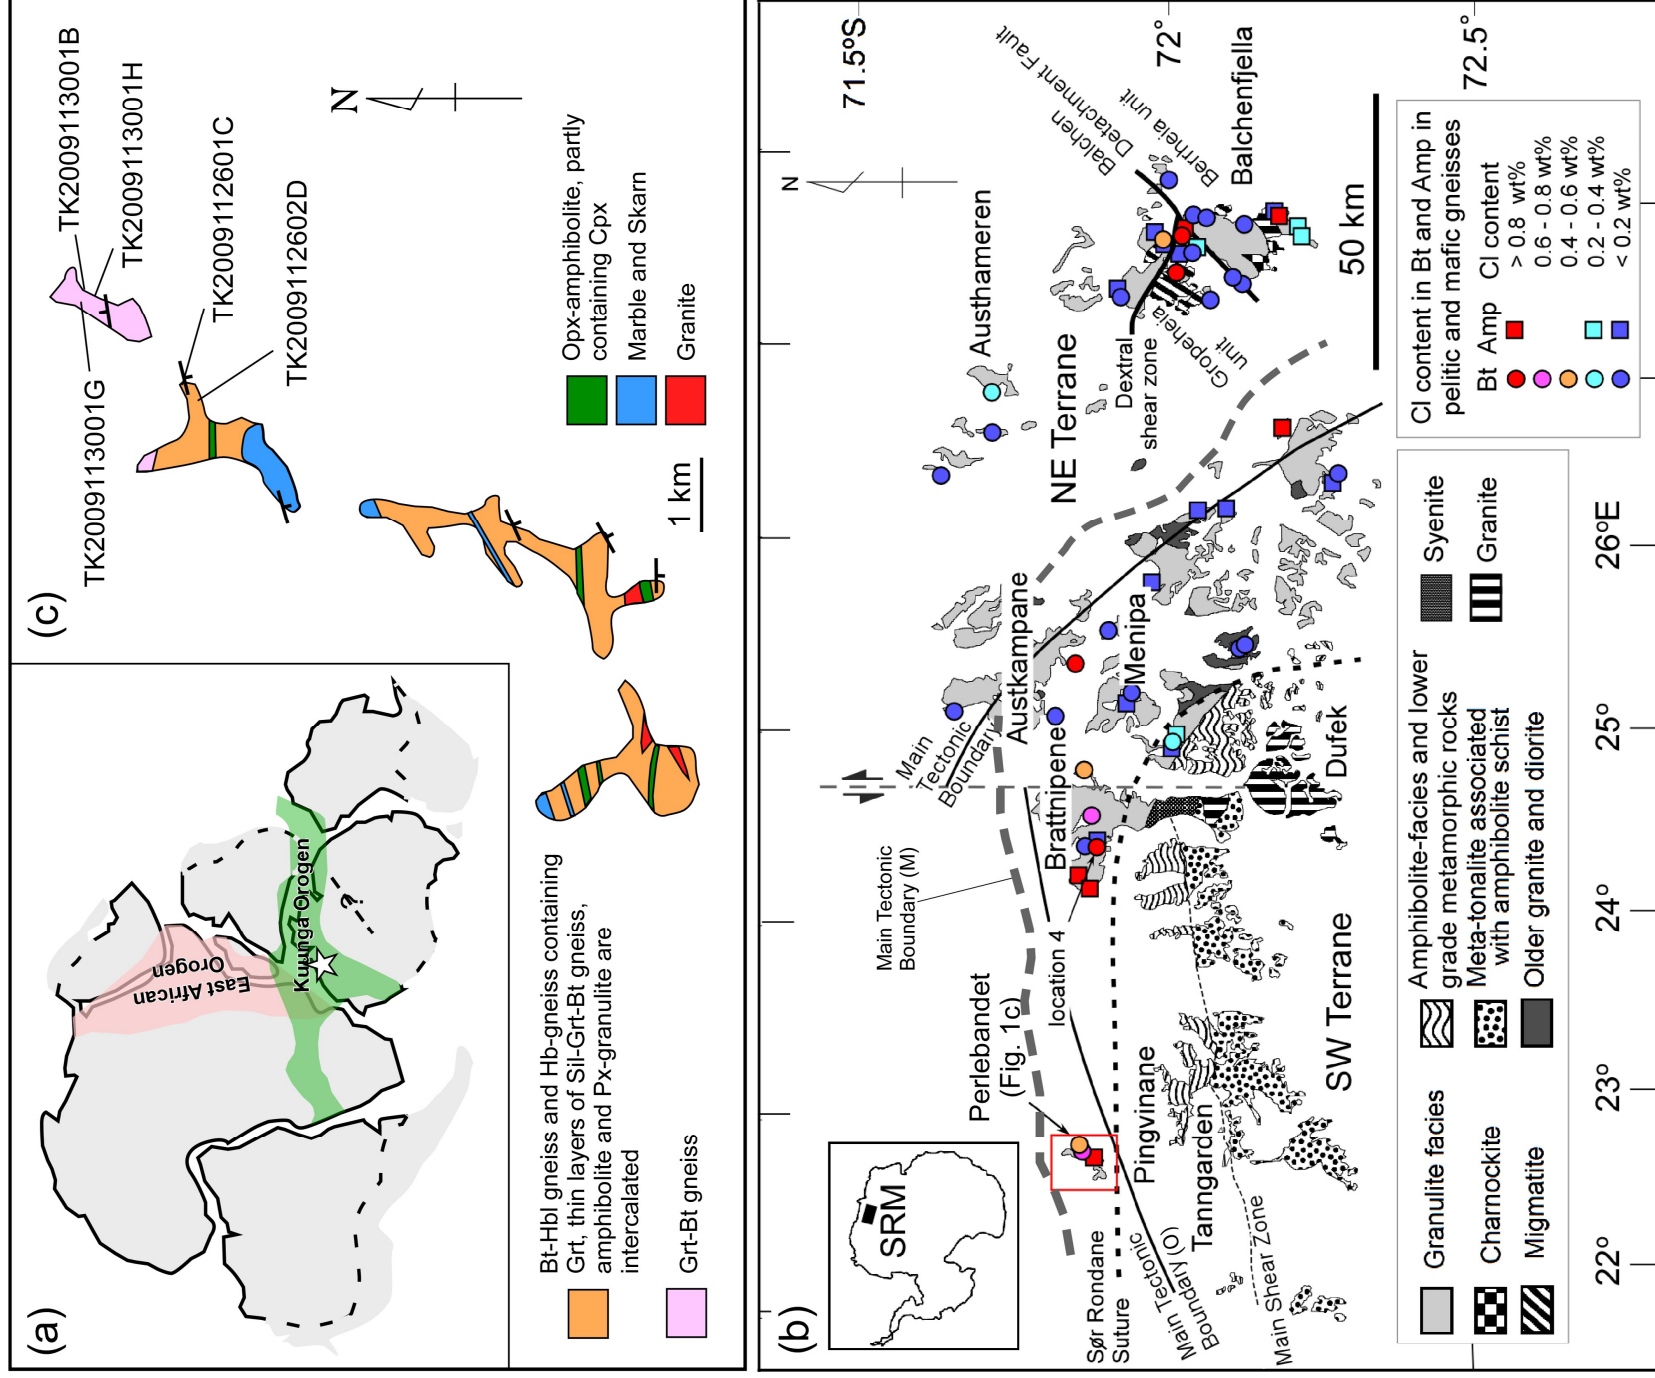 (a)
East African
Orogen
Kuunga Orogen
(c)
TK2009113001G
TK2009113001B
TK2009113001H
TK2009112601C
TK2009112602D
N
1 km
Bt-Hbl gneiss and Hb-gneiss containing
Grt, thin layers of Sil-Grt-Bt gneiss,
amphibolite and Px-granulite are
intercalated
Grt-Bt gneiss
Opx-amphibolite, partly
containing Cpx
Marble and Skarn
Granite
(b)
SRM
N
71.5ºS
72°
72.5°
22°
23°
24°
25°
26ºE
Perlebandet
(Fig. 1c)
Main Tectonic
Boundary (M)
location 4
Main
Tectonic
Boundary
Brattnipene
Austkampane
Menipa
NE Terrane
Austhameren
Dextral
shear zone
Gropeheia
unit
Balchen
Detachment Fault
Berrheia unit
Balchenfjella
50 km
Sør Rondane
Suture
Main Tectonic
Boundary (O)
Main Shear Zone
Pingvinane
Tanngarden
SW Terrane
Dufek
Granulite facies
Charnockite
Migmatite
Amphibolite-facies and lower
grade metamorphic rocks
Meta-tonalite associated
with amphibolite schist
Older granite and diorite
Syenite
Granite
Cl content in Bt and Amp in
pelitic and mafic gneisses
Bt Amp Cl content
> 0.8 wt%
0.6 - 0.8 wt%
0.4 - 0.6 wt%
0.2 - 0.4 wt%
< 0.2 wt%